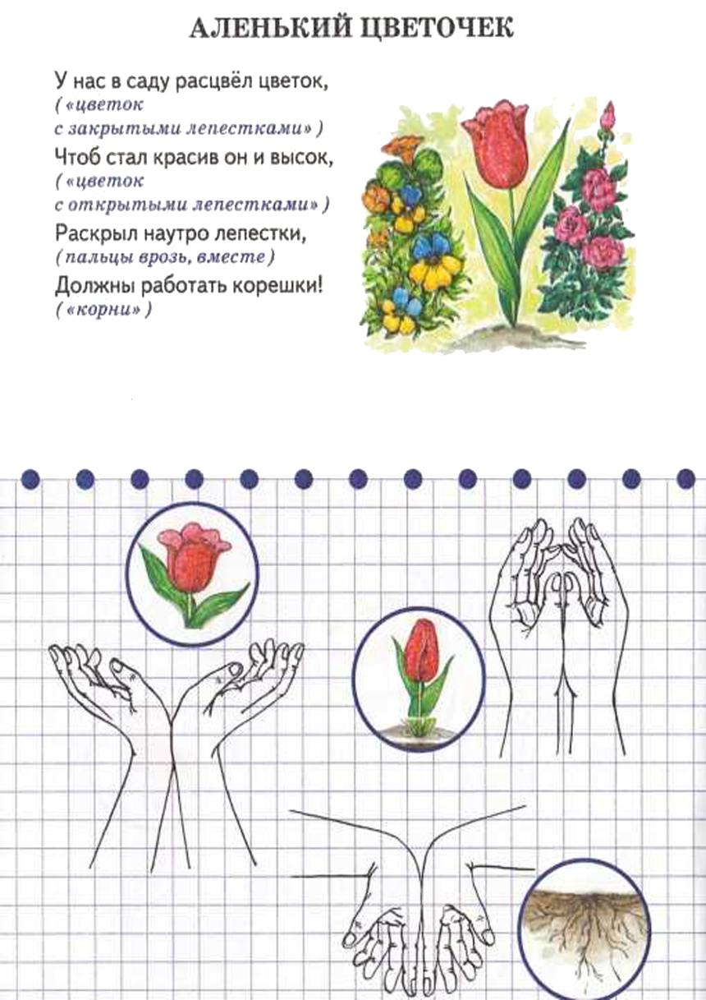 АЛЕНЬКИЙ ЦВЕТОЧЕК
У нас в саду расцвёл цветок,
(«цветок
с закрытыми лепестками»)
Чтоб стал красив он и высок,
(«цветок
с открытыми лепестками»)
Раскрыл наутро лепестки,
(пальцы врозь, вместе)
Должны работать корешки!
(«корни»)